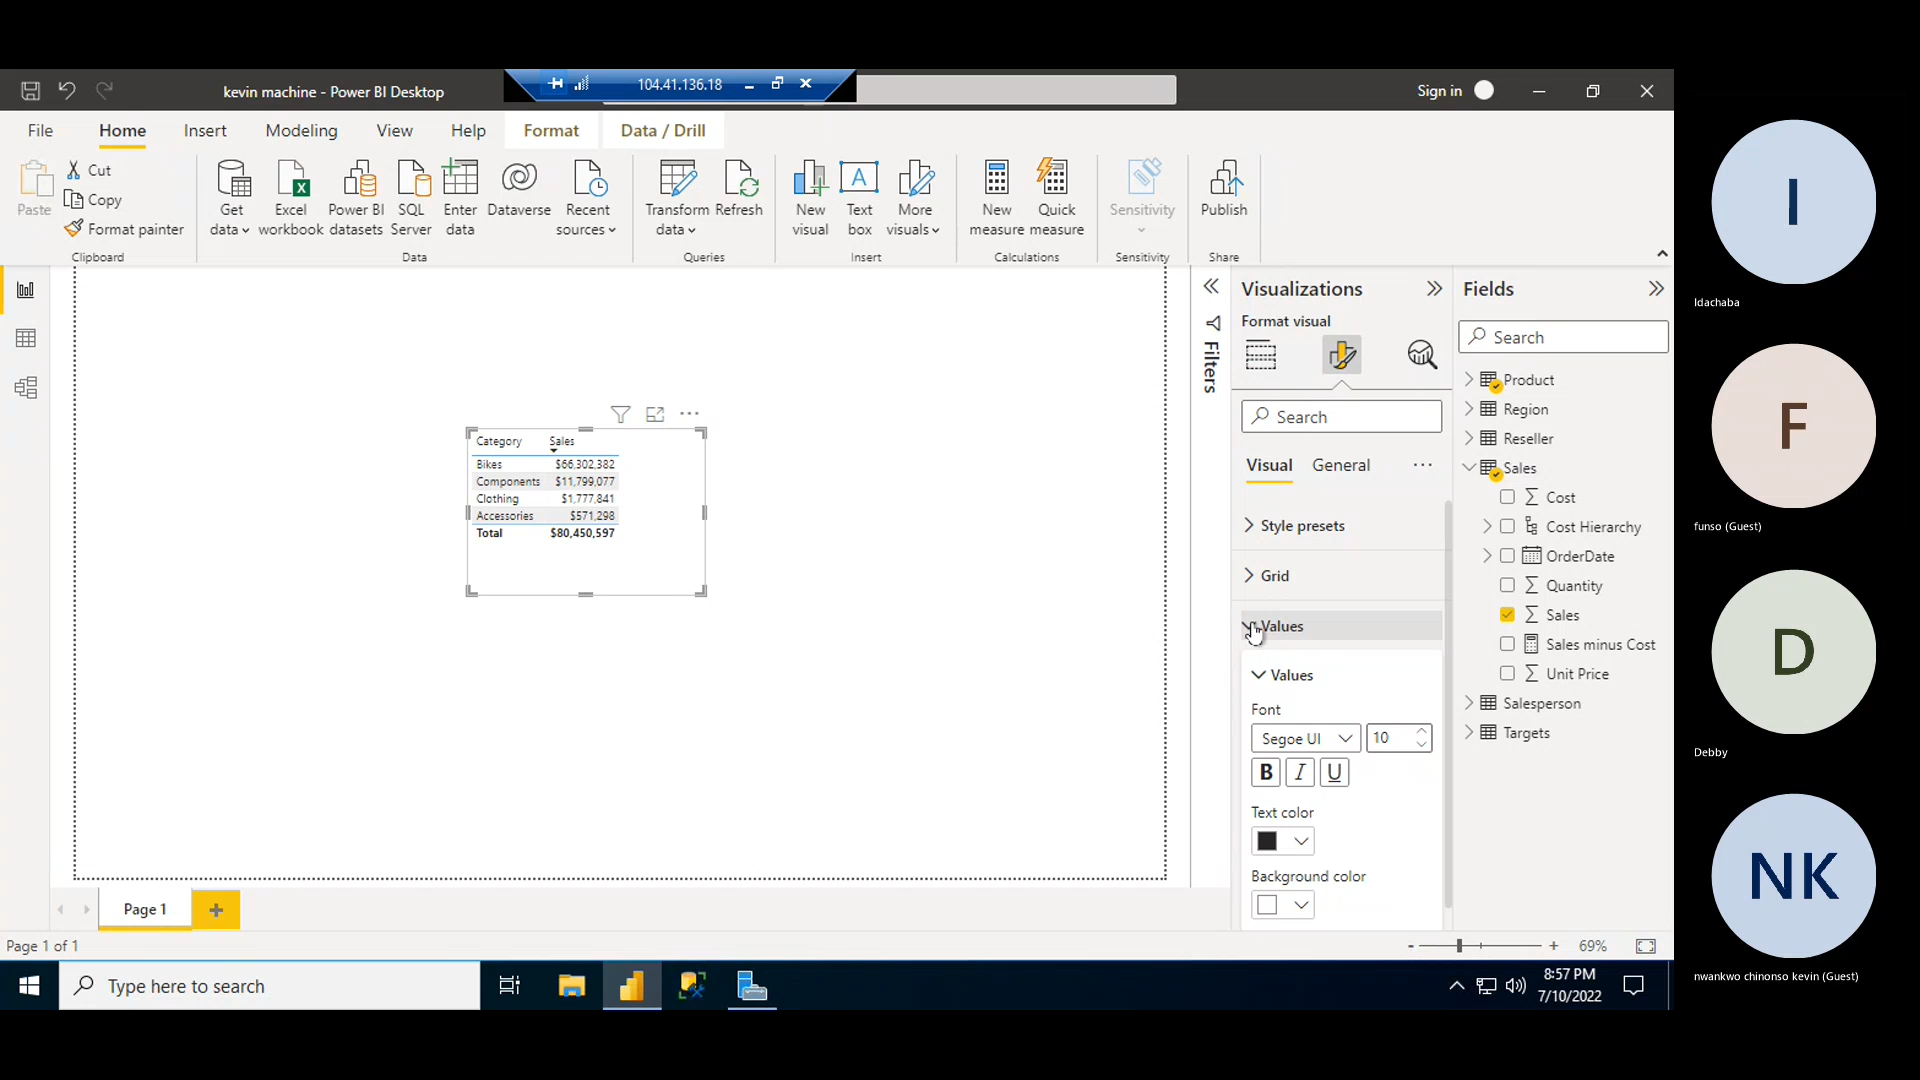 kevin machine - Power BI Desktop
104.41.136.18
Sign in
File
Home
Insert
Modeling
View
Help
Format
Data / Drill
Paste
Cut
Copy
Format painter
Clipboard
Get data
Excel workbook
Power BI datasets
SQL Server
Enter data
Dataverse
Recent sources
Data
Transform data
Refresh
Queries
New visual
Text box
More visuals
Insert
New measure
Quick measure
Calculations
Sensitivity
Sensitivity
Publish
Share
Category Sales
Bikes $66,302,382
Components $11,799,077
Clothing $1,777,841
Accessories $571,298
Total $80,450,597
Filters
Visualizations
Format visual
Search
Visual
General
Style presets
Grid
Values
Values
Font
Segoe UI
10
B I U
Text color
Background color
Fields
Search
Product
Region
Reseller
Sales
Cost
Cost Hierarchy
OrderDate
Quantity
Sales
Sales minus Cost
Unit Price
Salesperson
Targets
Page 1
Page 1 of 1
69%
Type here to search
8:57 PM
7/10/2022
I
Idachaba
F
funso (Guest)
D
Debby
NK
nwankwo chinonso kevin (Guest)